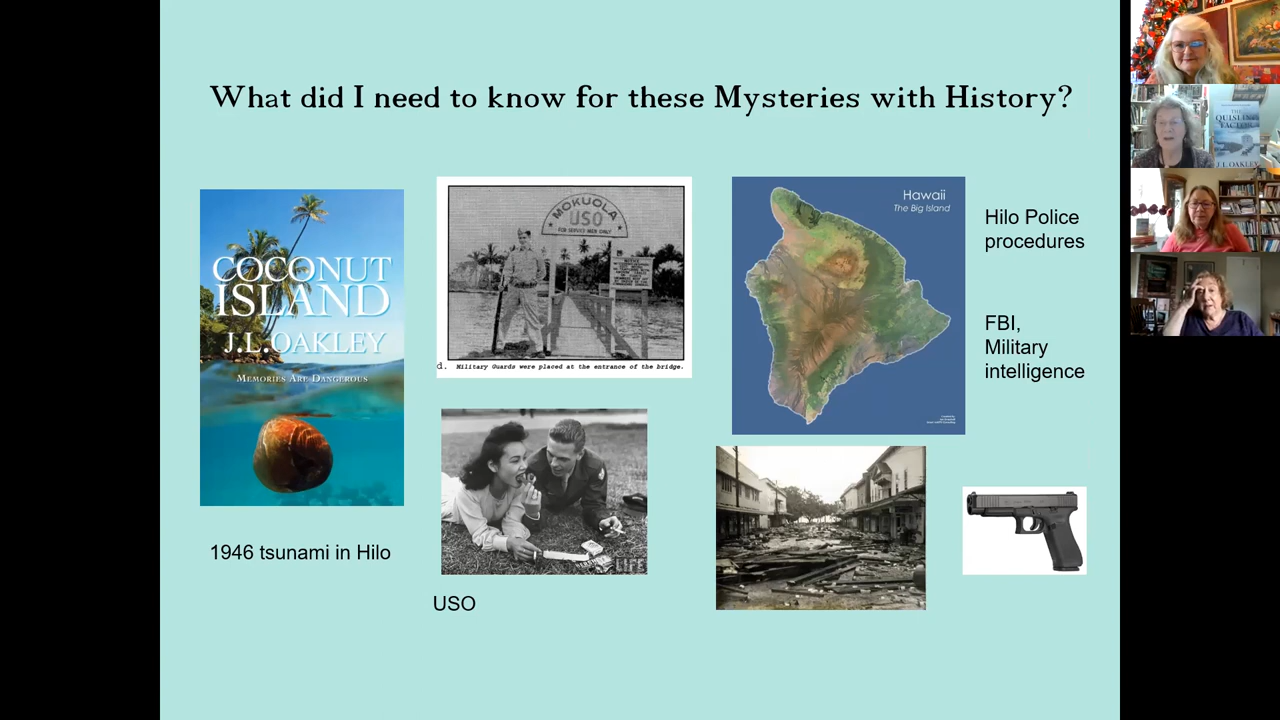 What did I need to know for these Mysteries with History?
COCONUT
ISLAND
J.L. OAKLEY
MEMORIES ARE DANGEROUS
1946 tsunami in Hilo
MOKUOLA
USO
FOR SERVICE MEN ONLY
d. Military Guards were placed at the entrance of the bridge.
LIFE
USO
Hawaii
The Big Island
Hilo Police
procedures
FBI,
Military
intelligence
THE
QUISLING
FACTOR
J.L. OAKLEY